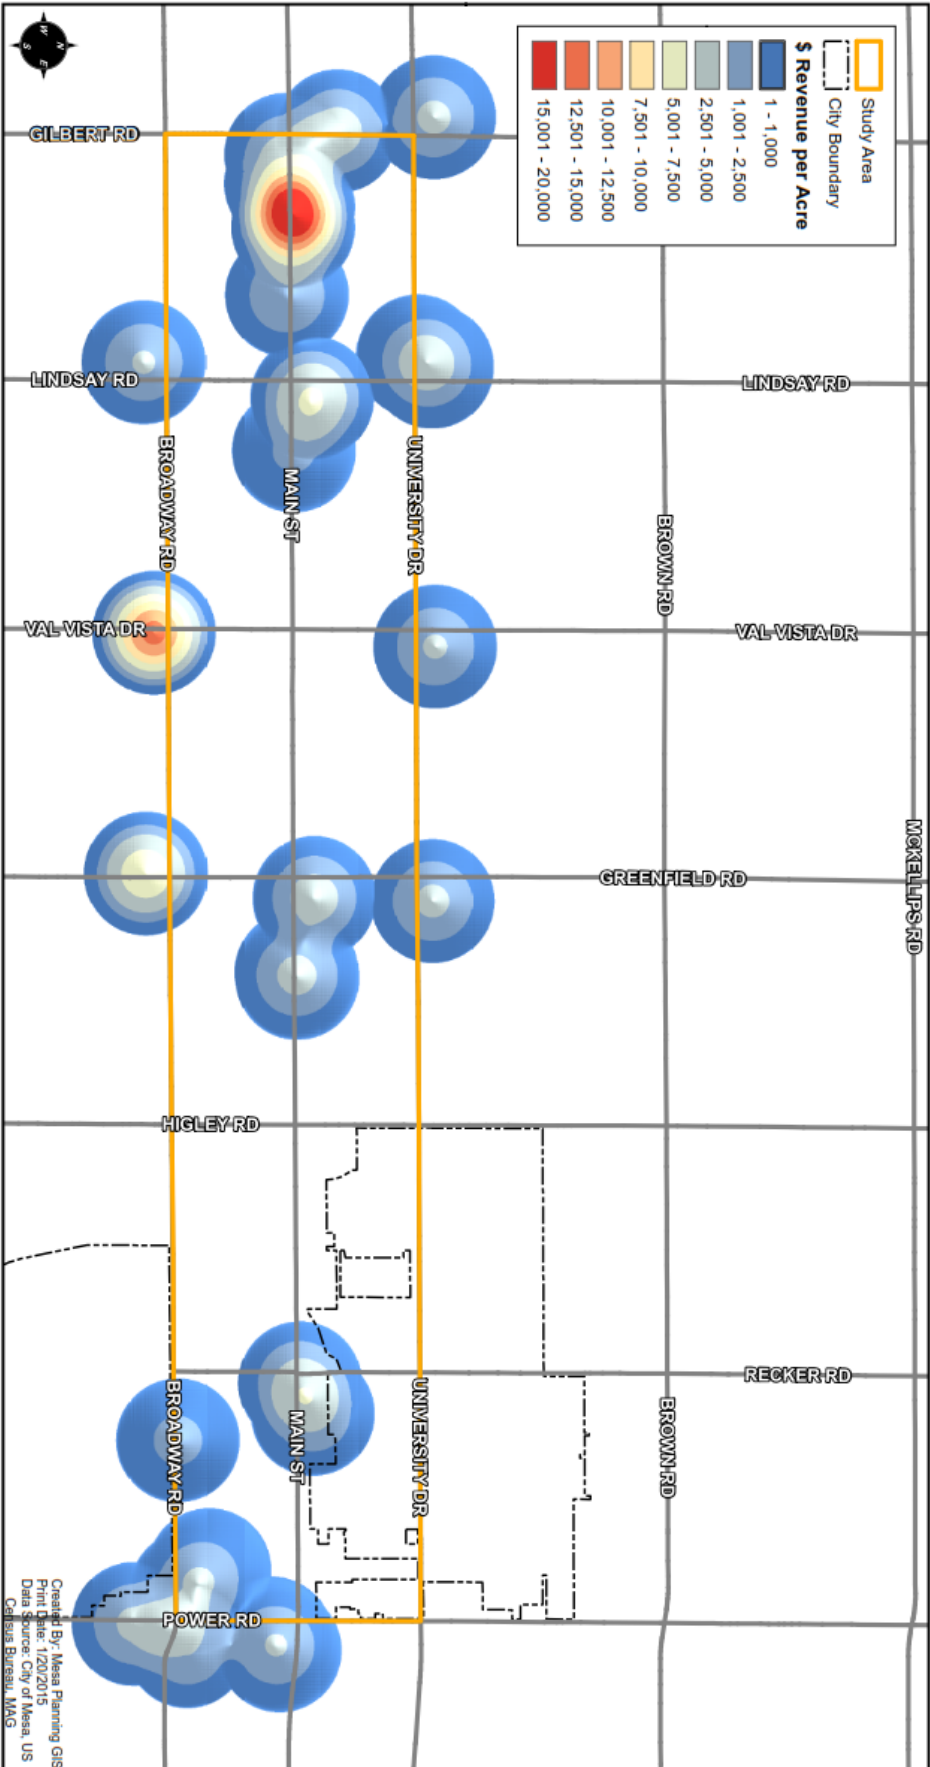 Study Area
City Boundary
$ Revenue per Acre
1 - 1,000
1,001 - 2,500
2,501 - 5,000
5,001 - 7,500
7,501 - 10,000
10,001 - 12,500
12,501 - 15,000
15,001 - 20,000
N
E
S
W
GILBERT RD
LINDSAY RD
LINDSAY RD
BROADWAY RD
MAIN ST
UNIVERSITY DR
BROWN RD
VAL VISTA DR
VAL VISTA DR
MCKELLIPS RD
GREENFIELD RD
HIGLEY RD
RECKER RD
BROADWAY RD
MAIN ST
UNIVERSITY DR
BROWN RD
POWER RD
Created By: Mesa Planning GIS
Print Date: 1/20/2015
Data Source: City of Mesa, US
Census Bureau, MAG